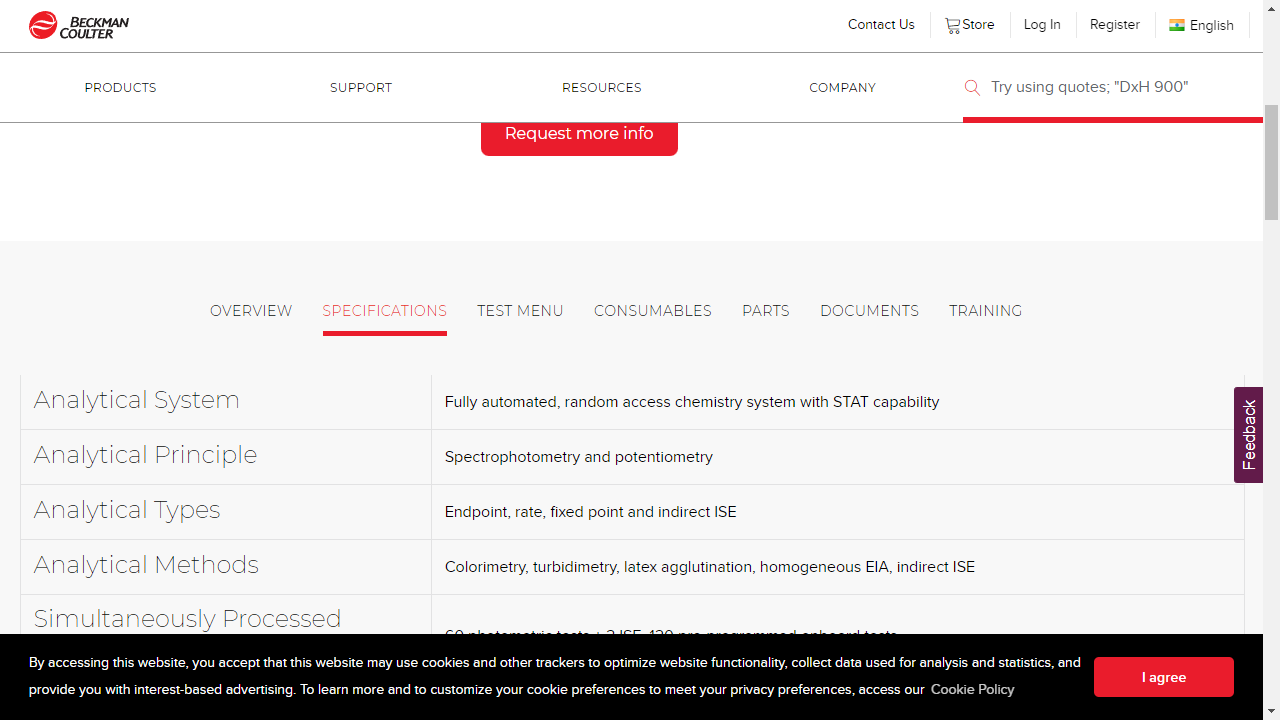 BECKMAN
COULTER
Contact Us
Store
Log In
Register
English
PRODUCTS
SUPPORT
RESOURCES
COMPANY
Try using quotes; "DxH 900"
Request more info
OVERVIEW
SPECIFICATIONS
TEST MENU
CONSUMABLES
PARTS
DOCUMENTS
TRAINING
Analytical System
Fully automated, random access chemistry system with STAT capability
Analytical Principle
Spectrophotometry and potentiometry
Analytical Types
Endpoint, rate, fixed point and indirect ISE
Analytical Methods
Colorimetry, turbidimetry, latex agglutination, homogeneous EIA, indirect ISE
Simultaneously Processed
Feedback
By accessing this website, you accept that this website may use cookies and other trackers to optimize website functionality, collect data used for analysis and statistics, and
provide you with interest-based advertising. To learn more and to customize your cookie preferences to meet your privacy preferences, access our Cookie Policy
I agree